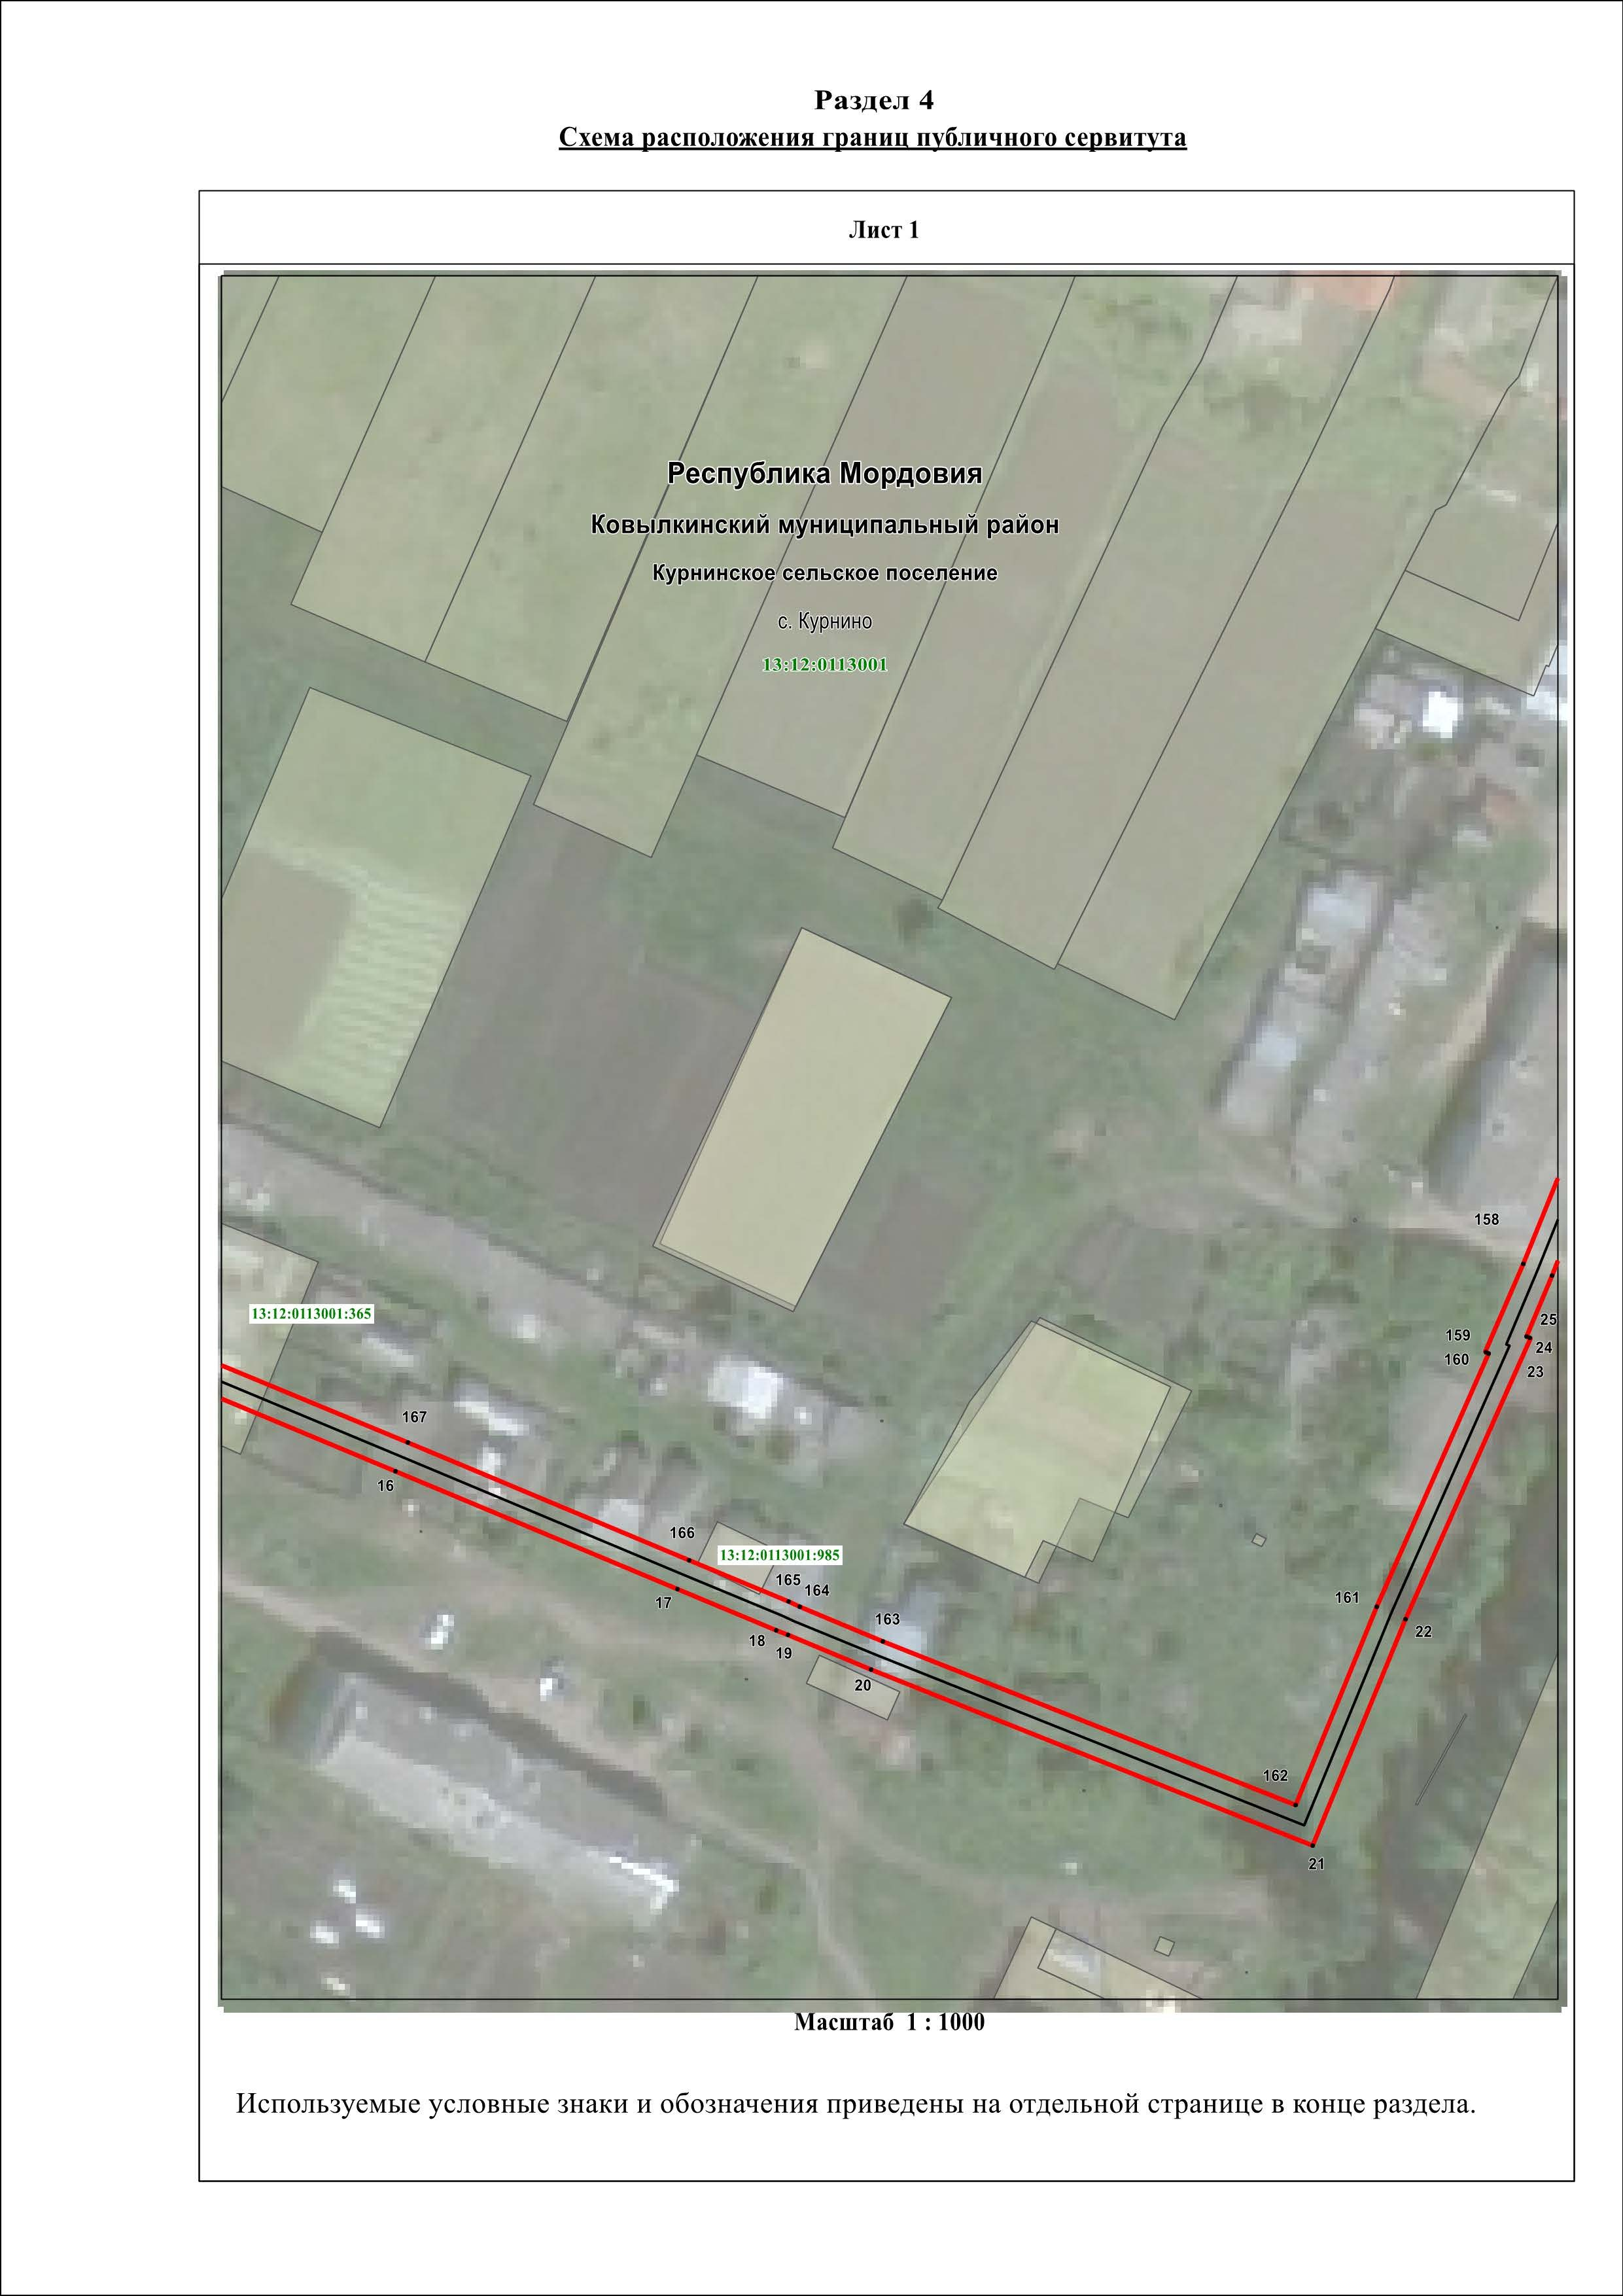 Раздел 4
Схема расположения границ публичного сервитута
Лист 1
Республика Мордовия
Ковылкинский муниципальный район
Курнинское сельское поселение
с. Курнино
13:12:0113001
158
13:12:0113001:365
25
159
24
160
23
167
16
166
13:12:0113001:985
165
164
161
17
163
22
18
19
20
162
21
Масштаб 1 : 1000
Используемые условные знаки и обозначения приведены на отдельной странице в конце раздела.